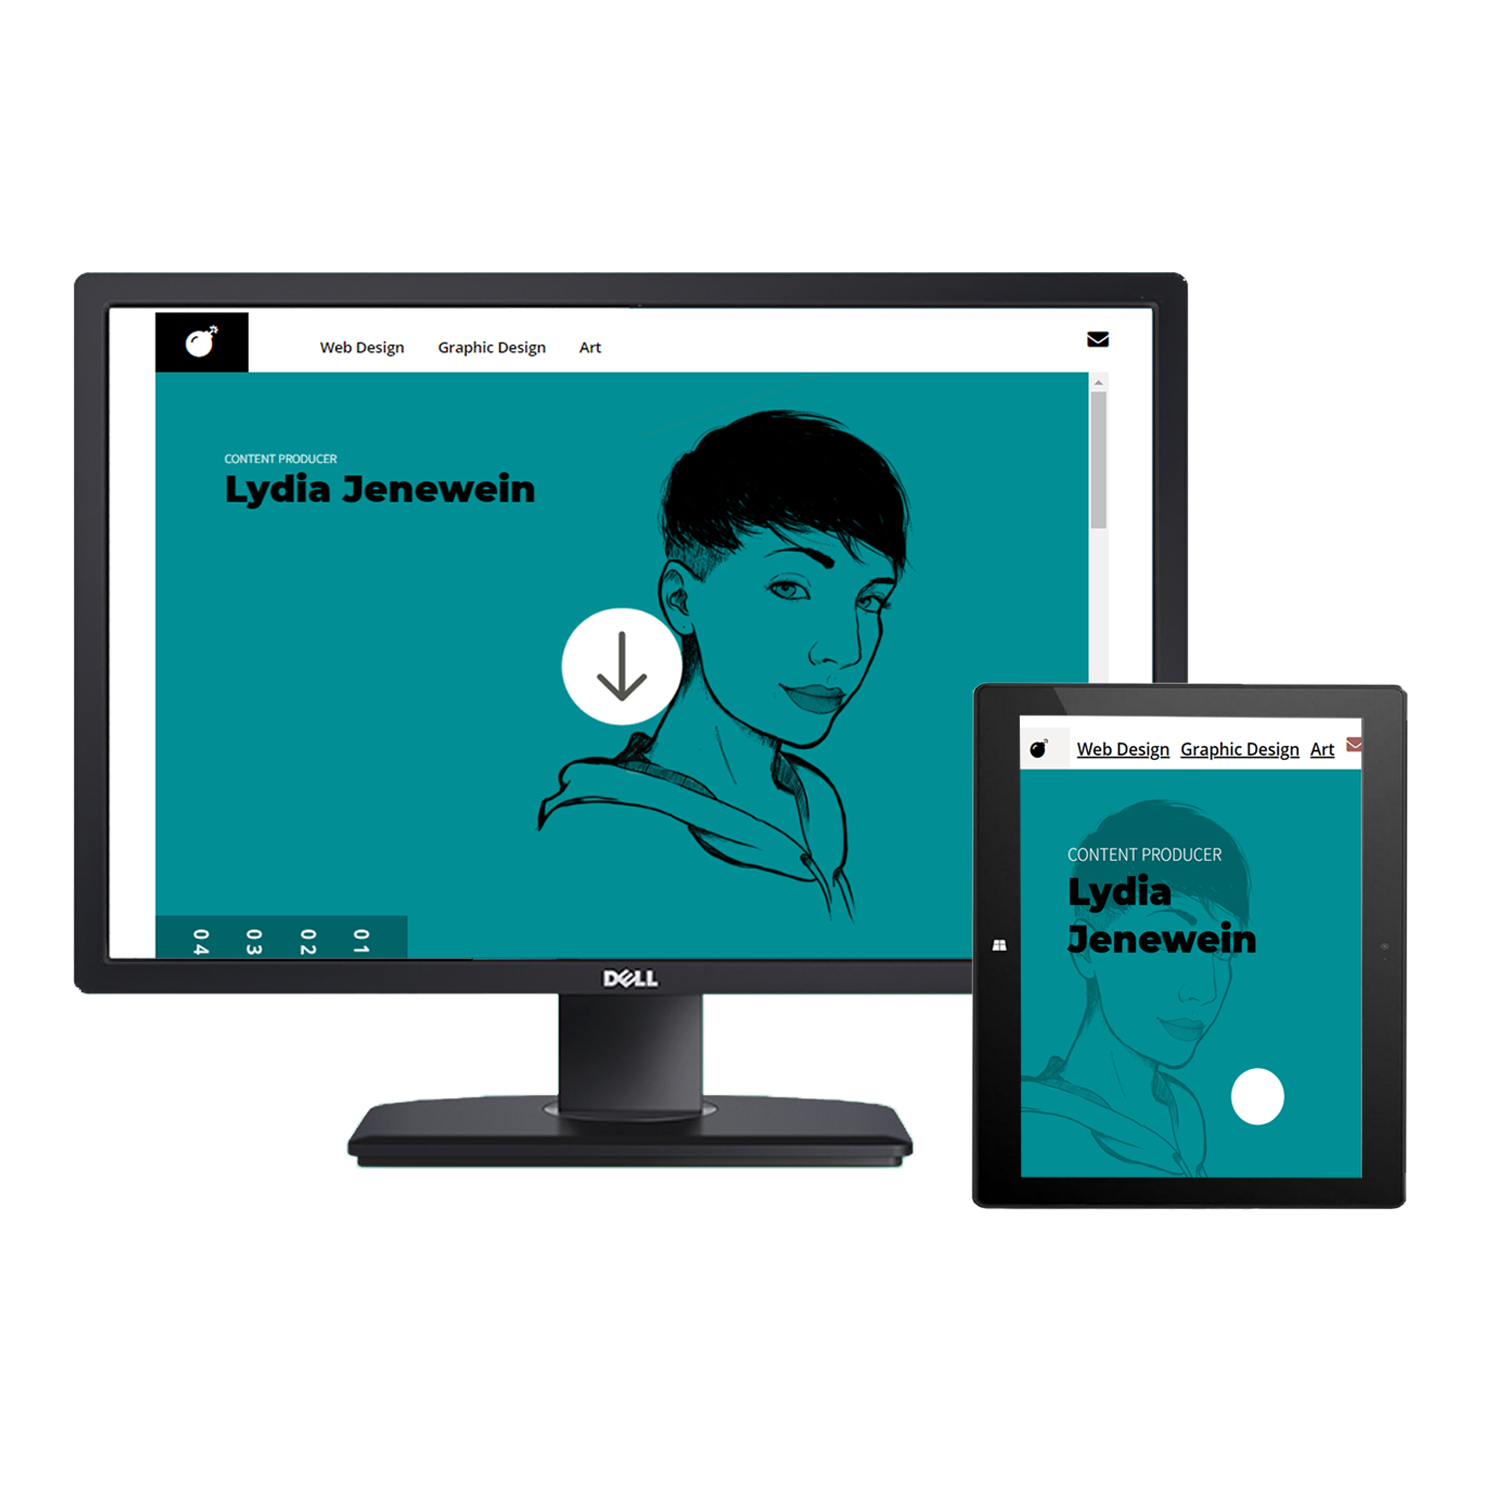 Web Design Graphic Design Art
CONTENT PRODUCER
Lydia Jenewein
04 03 02 01
DELL
Web Design Graphic Design Art
CONTENT PRODUCER
Lydia
Jenewein